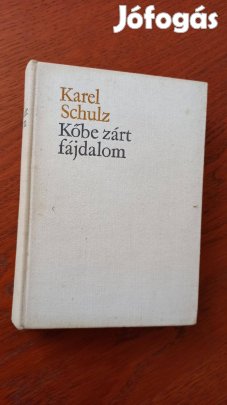 Jófogás
Karel
Schulz
Kőbe zárt
fájdalom